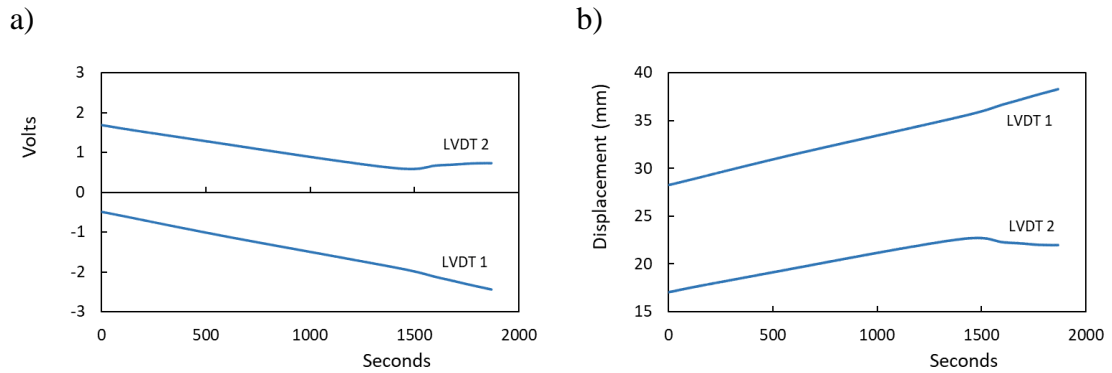 a)
3
2
1
0
-1
-2
-3
Volts
LVDT 2
LVDT 1
0 500 1000 1500 2000
Seconds
b)
40
35
30
25
20
15
Displacement (mm)
LVDT 1
LVDT 2
0 500 1000 1500 2000
Seconds